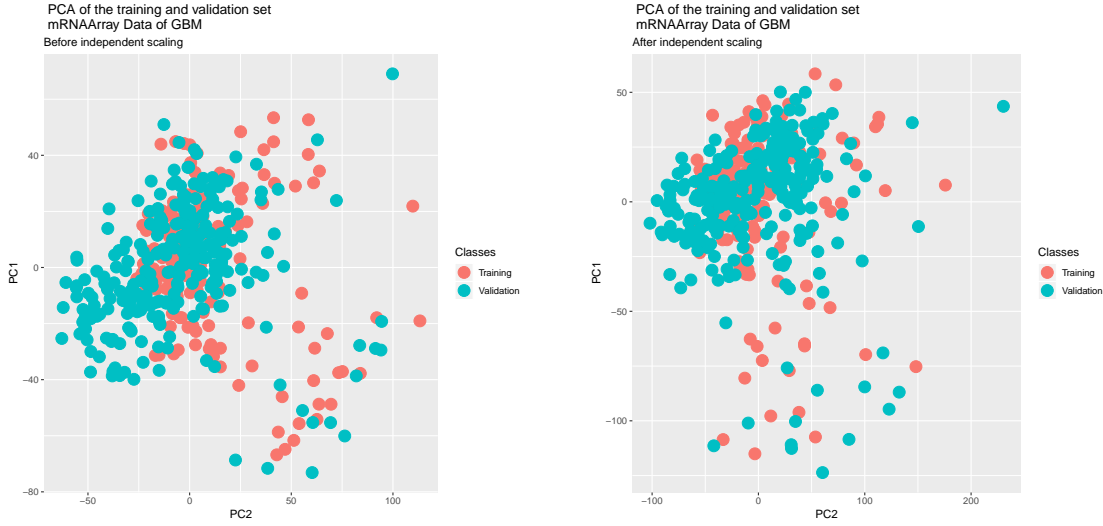 PCA of the training and validation set
mRNAArray Data of GBM
Before independent scaling
40
0
−40
−80
−50
0
50
100
PC1
PC2
Classes
Training
Validation
PCA of the training and validation set
mRNAArray Data of GBM
After independent scaling
50
0
−50
−100
−100
0
100
200
PC1
PC2
Classes
Training
Validation